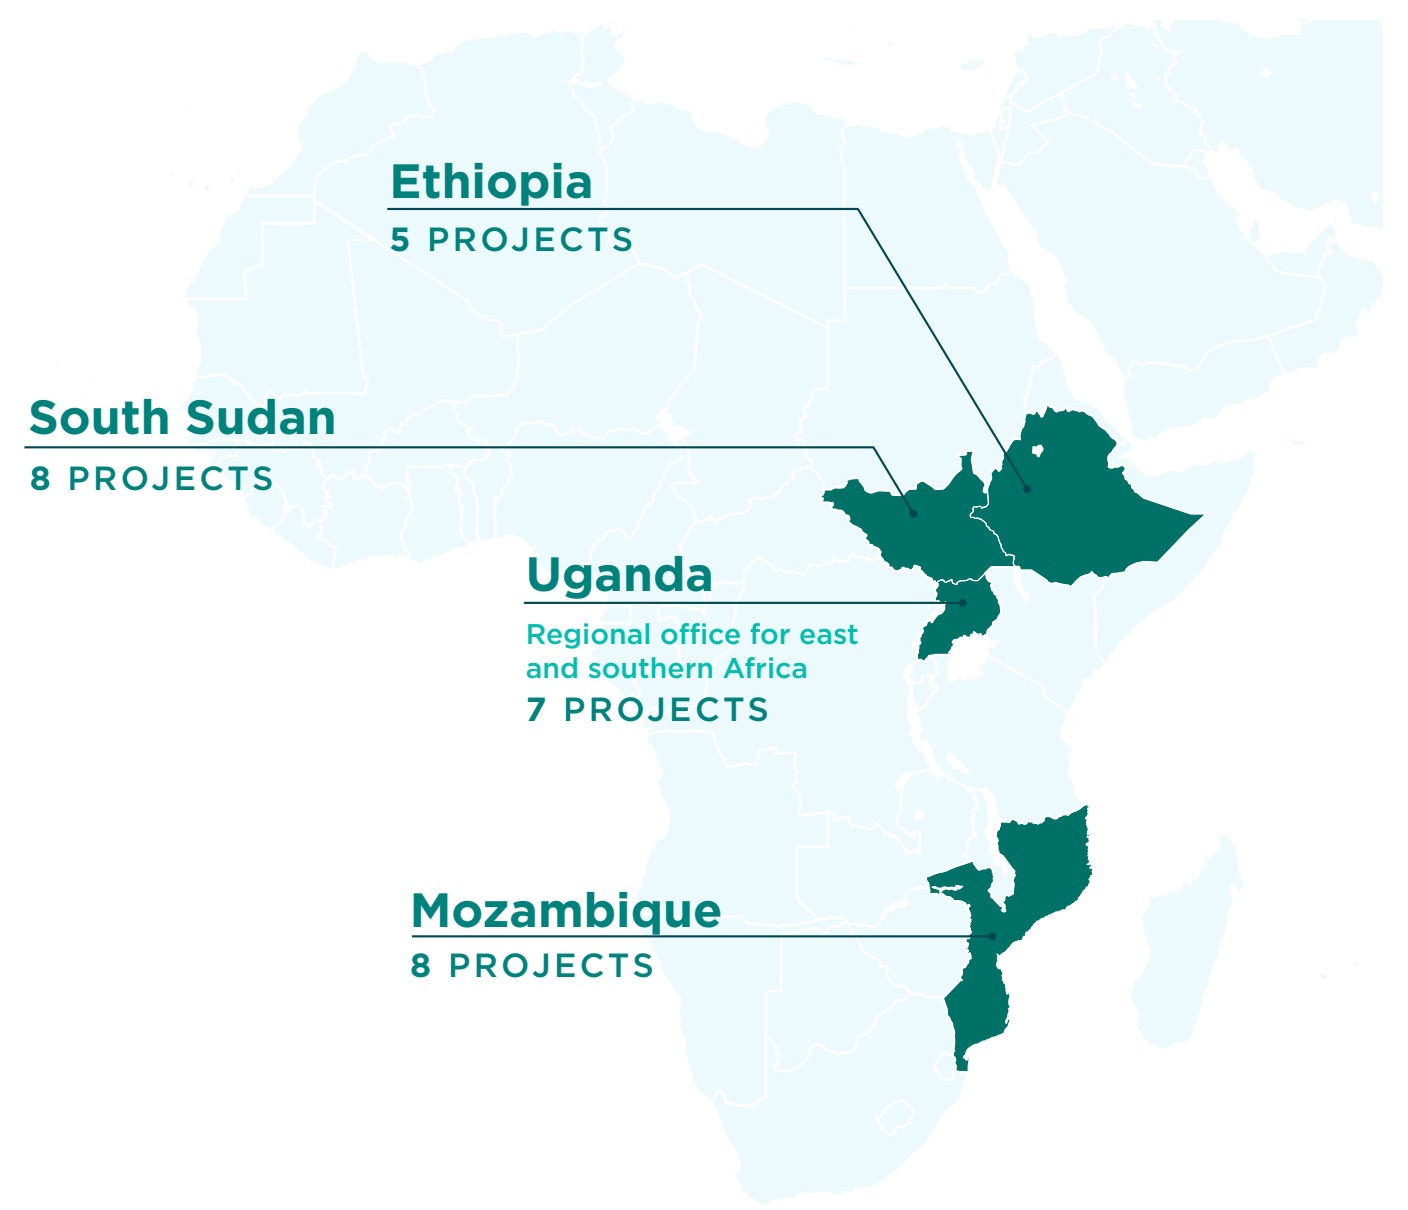 Ethiopia
5 PROJECTS
South Sudan
8 PROJECTS
Uganda
Regional office for east
and southern Africa
7 PROJECTS
Mozambique
8 PROJECTS